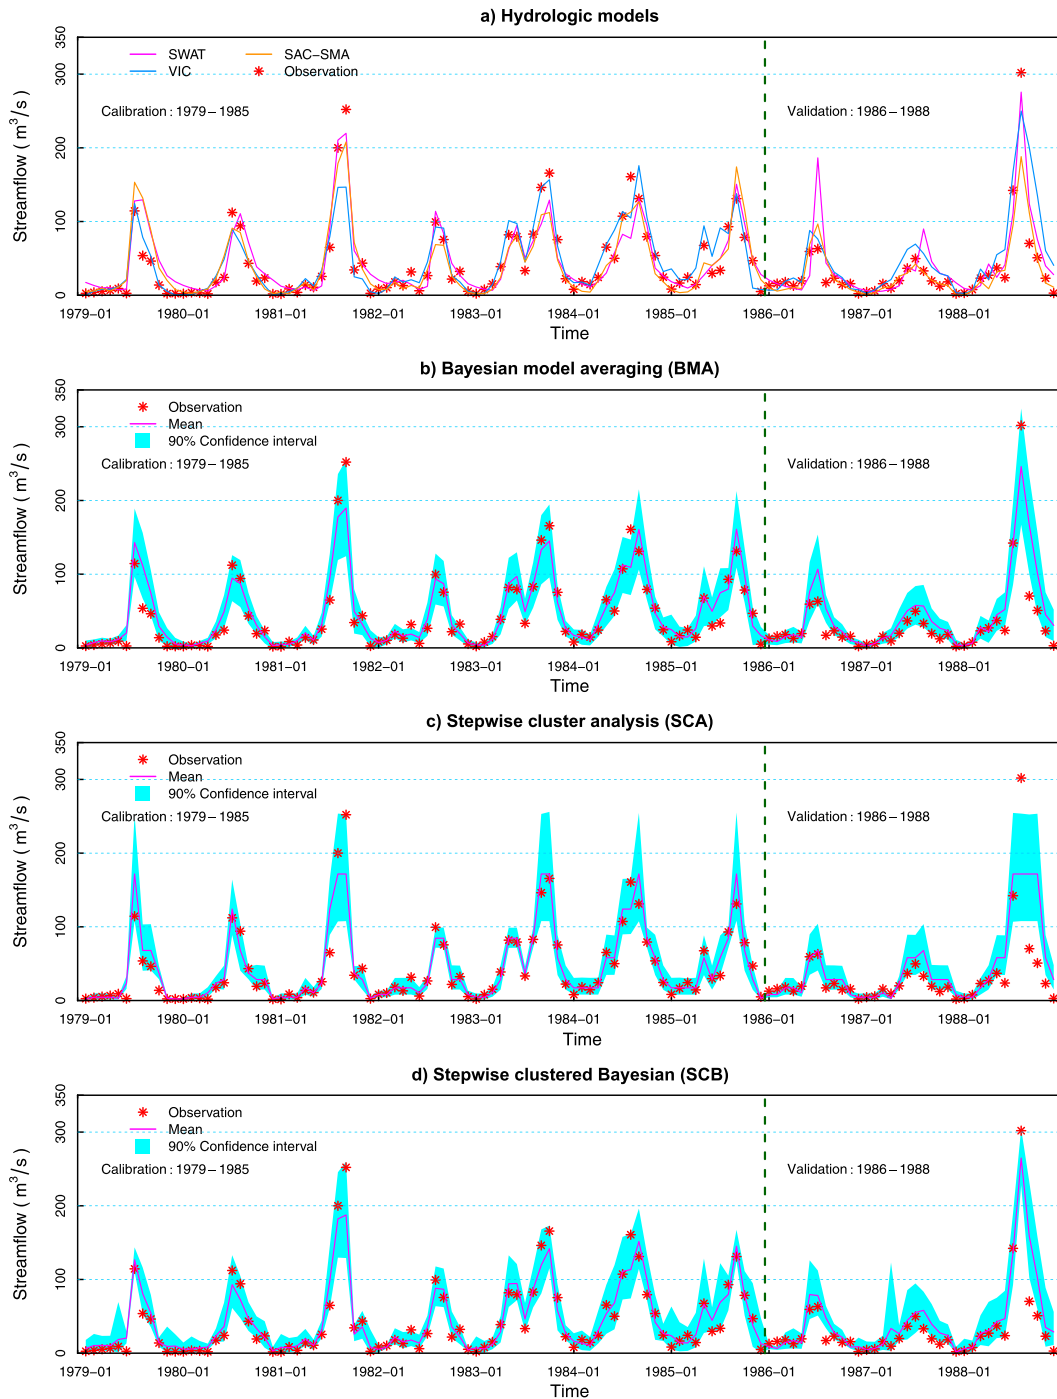 a) Hydrologic models
350
300
200
100
0
Streamflow ( m³/s )
SWAT SAC−SMA
VIC Observation
Calibration : 1979 − 1985 Validation : 1986 − 1988
1979−01 1980−01 1981−01 1982−01 1983−01 1984−01 1985−01 1986−01 1987−01 1988−01
Time
b) Bayesian model averaging (BMA)
350
300
200
100
0
Streamflow ( m³/s )
Observation
Mean
90% Confidence interval
Calibration : 1979 − 1985 Validation : 1986 − 1988
1979−01 1980−01 1981−01 1982−01 1983−01 1984−01 1985−01 1986−01 1987−01 1988−01
Time
c) Stepwise cluster analysis (SCA)
350
300
200
100
0
Streamflow ( m³/s )
Observation
Mean
90% Confidence interval
Calibration : 1979 − 1985 Validation : 1986 − 1988
1979−01 1980−01 1981−01 1982−01 1983−01 1984−01 1985−01 1986−01 1987−01 1988−01
Time
d) Stepwise clustered Bayesian (SCB)
350
300
200
100
0
Streamflow ( m³/s )
Observation
Mean
90% Confidence interval
Calibration : 1979 − 1985 Validation : 1986 − 1988
1979−01 1980−01 1981−01 1982−01 1983−01 1984−01 1985−01 1986−01 1987−01 1988−01
Time